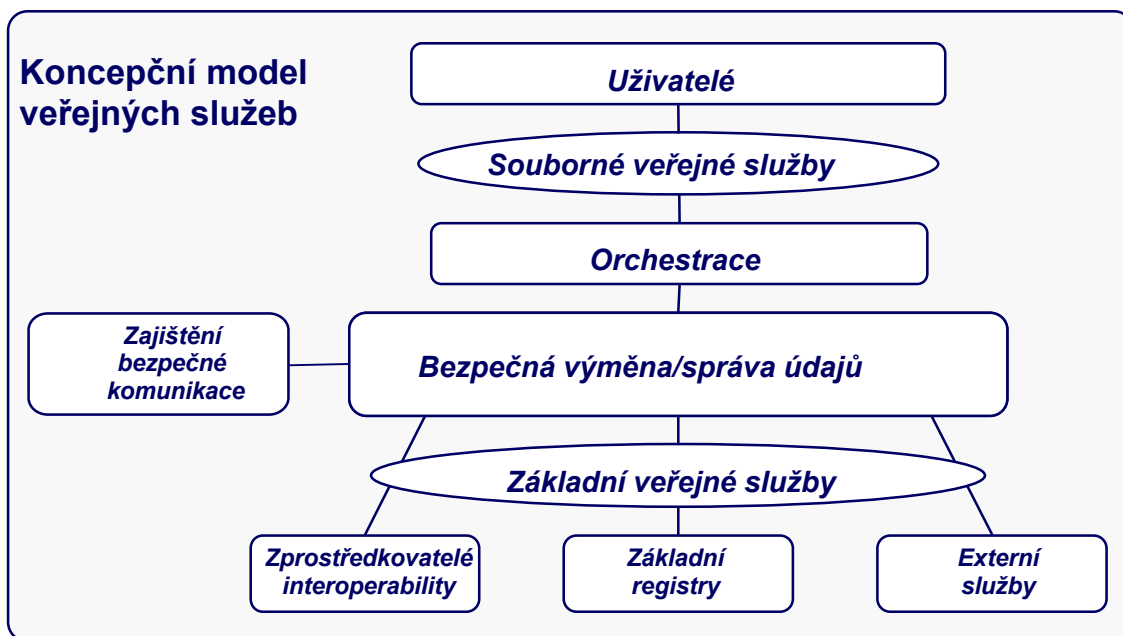 Koncepční model
veřejných služeb
Uživatelé
Souborné veřejné služby
Orchestrace
Zajištění
bezpečné
komunikace
Bezpečná výměna/správa údajů
Základní veřejné služby
Zprostředkovatelé
interoperability
Základní
registry
Externí
služby